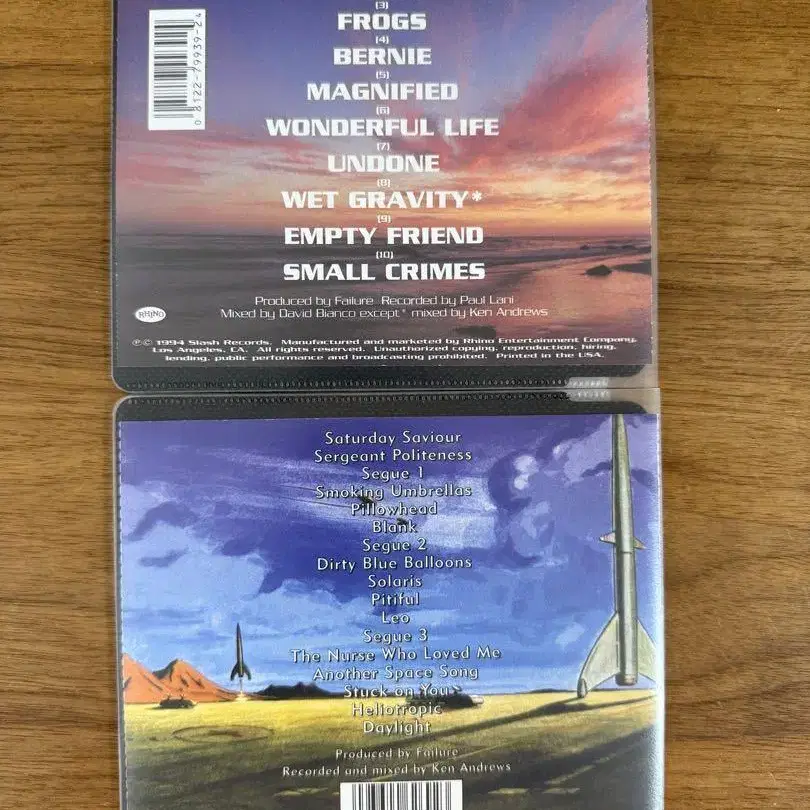 (3)
FROGS
(4)
BERNIE
(5)
MAGNIFIED
(6)
WONDERFUL LIFE
(7)
UNDONE
(8)
WET GRAVITY*
(9)
EMPTY FRIEND
(10)
SMALL CRIMES
0 8122-79939-2 4
Produced by Failure Recorded by Paul Lani
Mixed by David Bianco except* mixed by Ken Andrews
RHINO
℗© 1994 Slash Records. Manufactured and marketed by Rhino Entertainment Company,
Los Angeles, CA. All rights reserved. Unauthorized copying, reproduction, hiring,
lending, public performance and broadcasting prohibited. Printed in the USA.
Saturday Saviour
Sergeant Politeness
Segue 1
Smoking Umbrellas
Pillowhead
Blank
Segue 2
Dirty Blue Balloons
Solaris
Pitiful
Leo
Segue 3
The Nurse Who Loved Me
Another Space Song
Stuck on You
Heliotropic
Daylight
Produced by Failure
Recorded and mixed by Ken Andrews